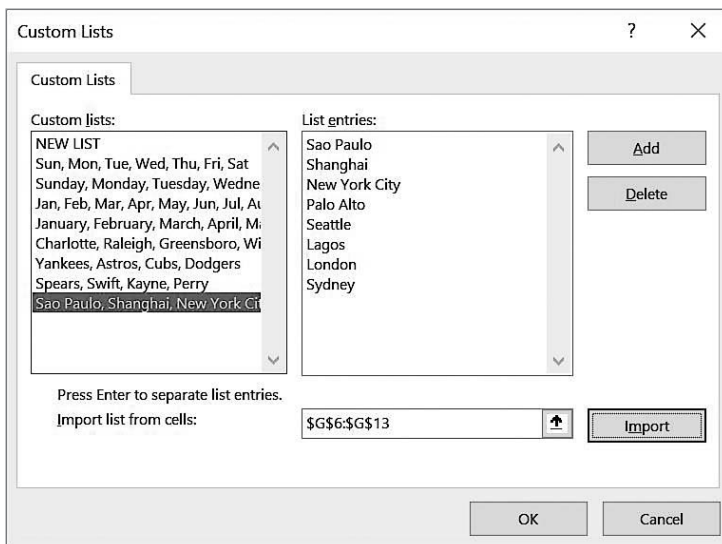 Custom Lists
?
Custom Lists
Custom lists:
NEW LIST
Sun, Mon, Tue, Wed, Thu, Fri, Sat
Sunday, Monday, Tuesday, Wedne
Jan, Feb, Mar, Apr, May, Jun, Jul, Au
January, February, March, April, Ma
Charlotte, Raleigh, Greensboro, Wi
Yankees, Astros, Cubs, Dodgers
Spears, Swift, Kayne, Perry
Sao Paulo, Shanghai, New York Cit
List entries:
Sao Paulo
Shanghai
New York City
Palo Alto
Seattle
Lagos
London
Sydney
Add
Delete
Press Enter to separate list entries.
Import list from cells:
$G$6:$G$13
Import
OK
Cancel